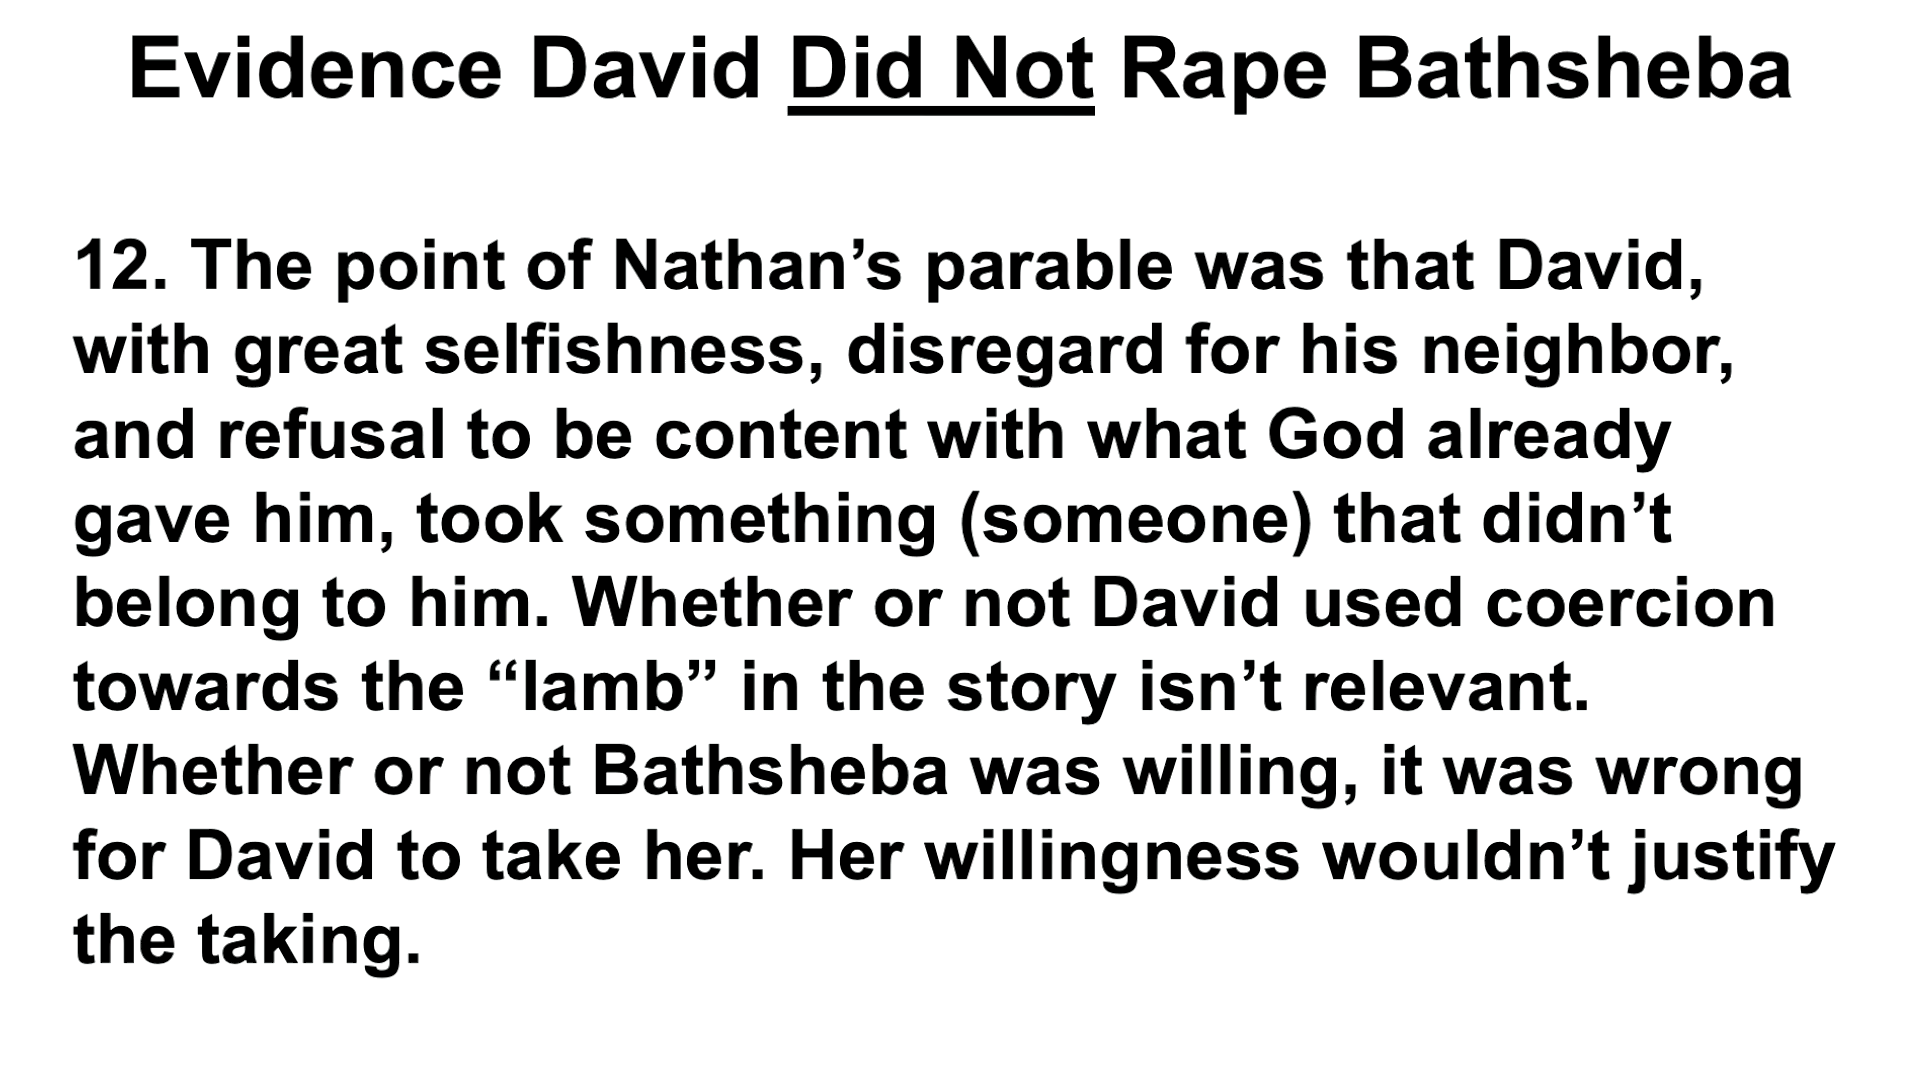 Evidence David Did Not Rape Bathsheba
12. The point of Nathan’s parable was that David,
with great selfishness, disregard for his neighbor,
and refusal to be content with what God already
gave him, took something (someone) that didn’t
belong to him. Whether or not David used coercion
towards the “lamb” in the story isn’t relevant.
Whether or not Bathsheba was willing, it was wrong
for David to take her. Her willingness wouldn’t justify
the taking.